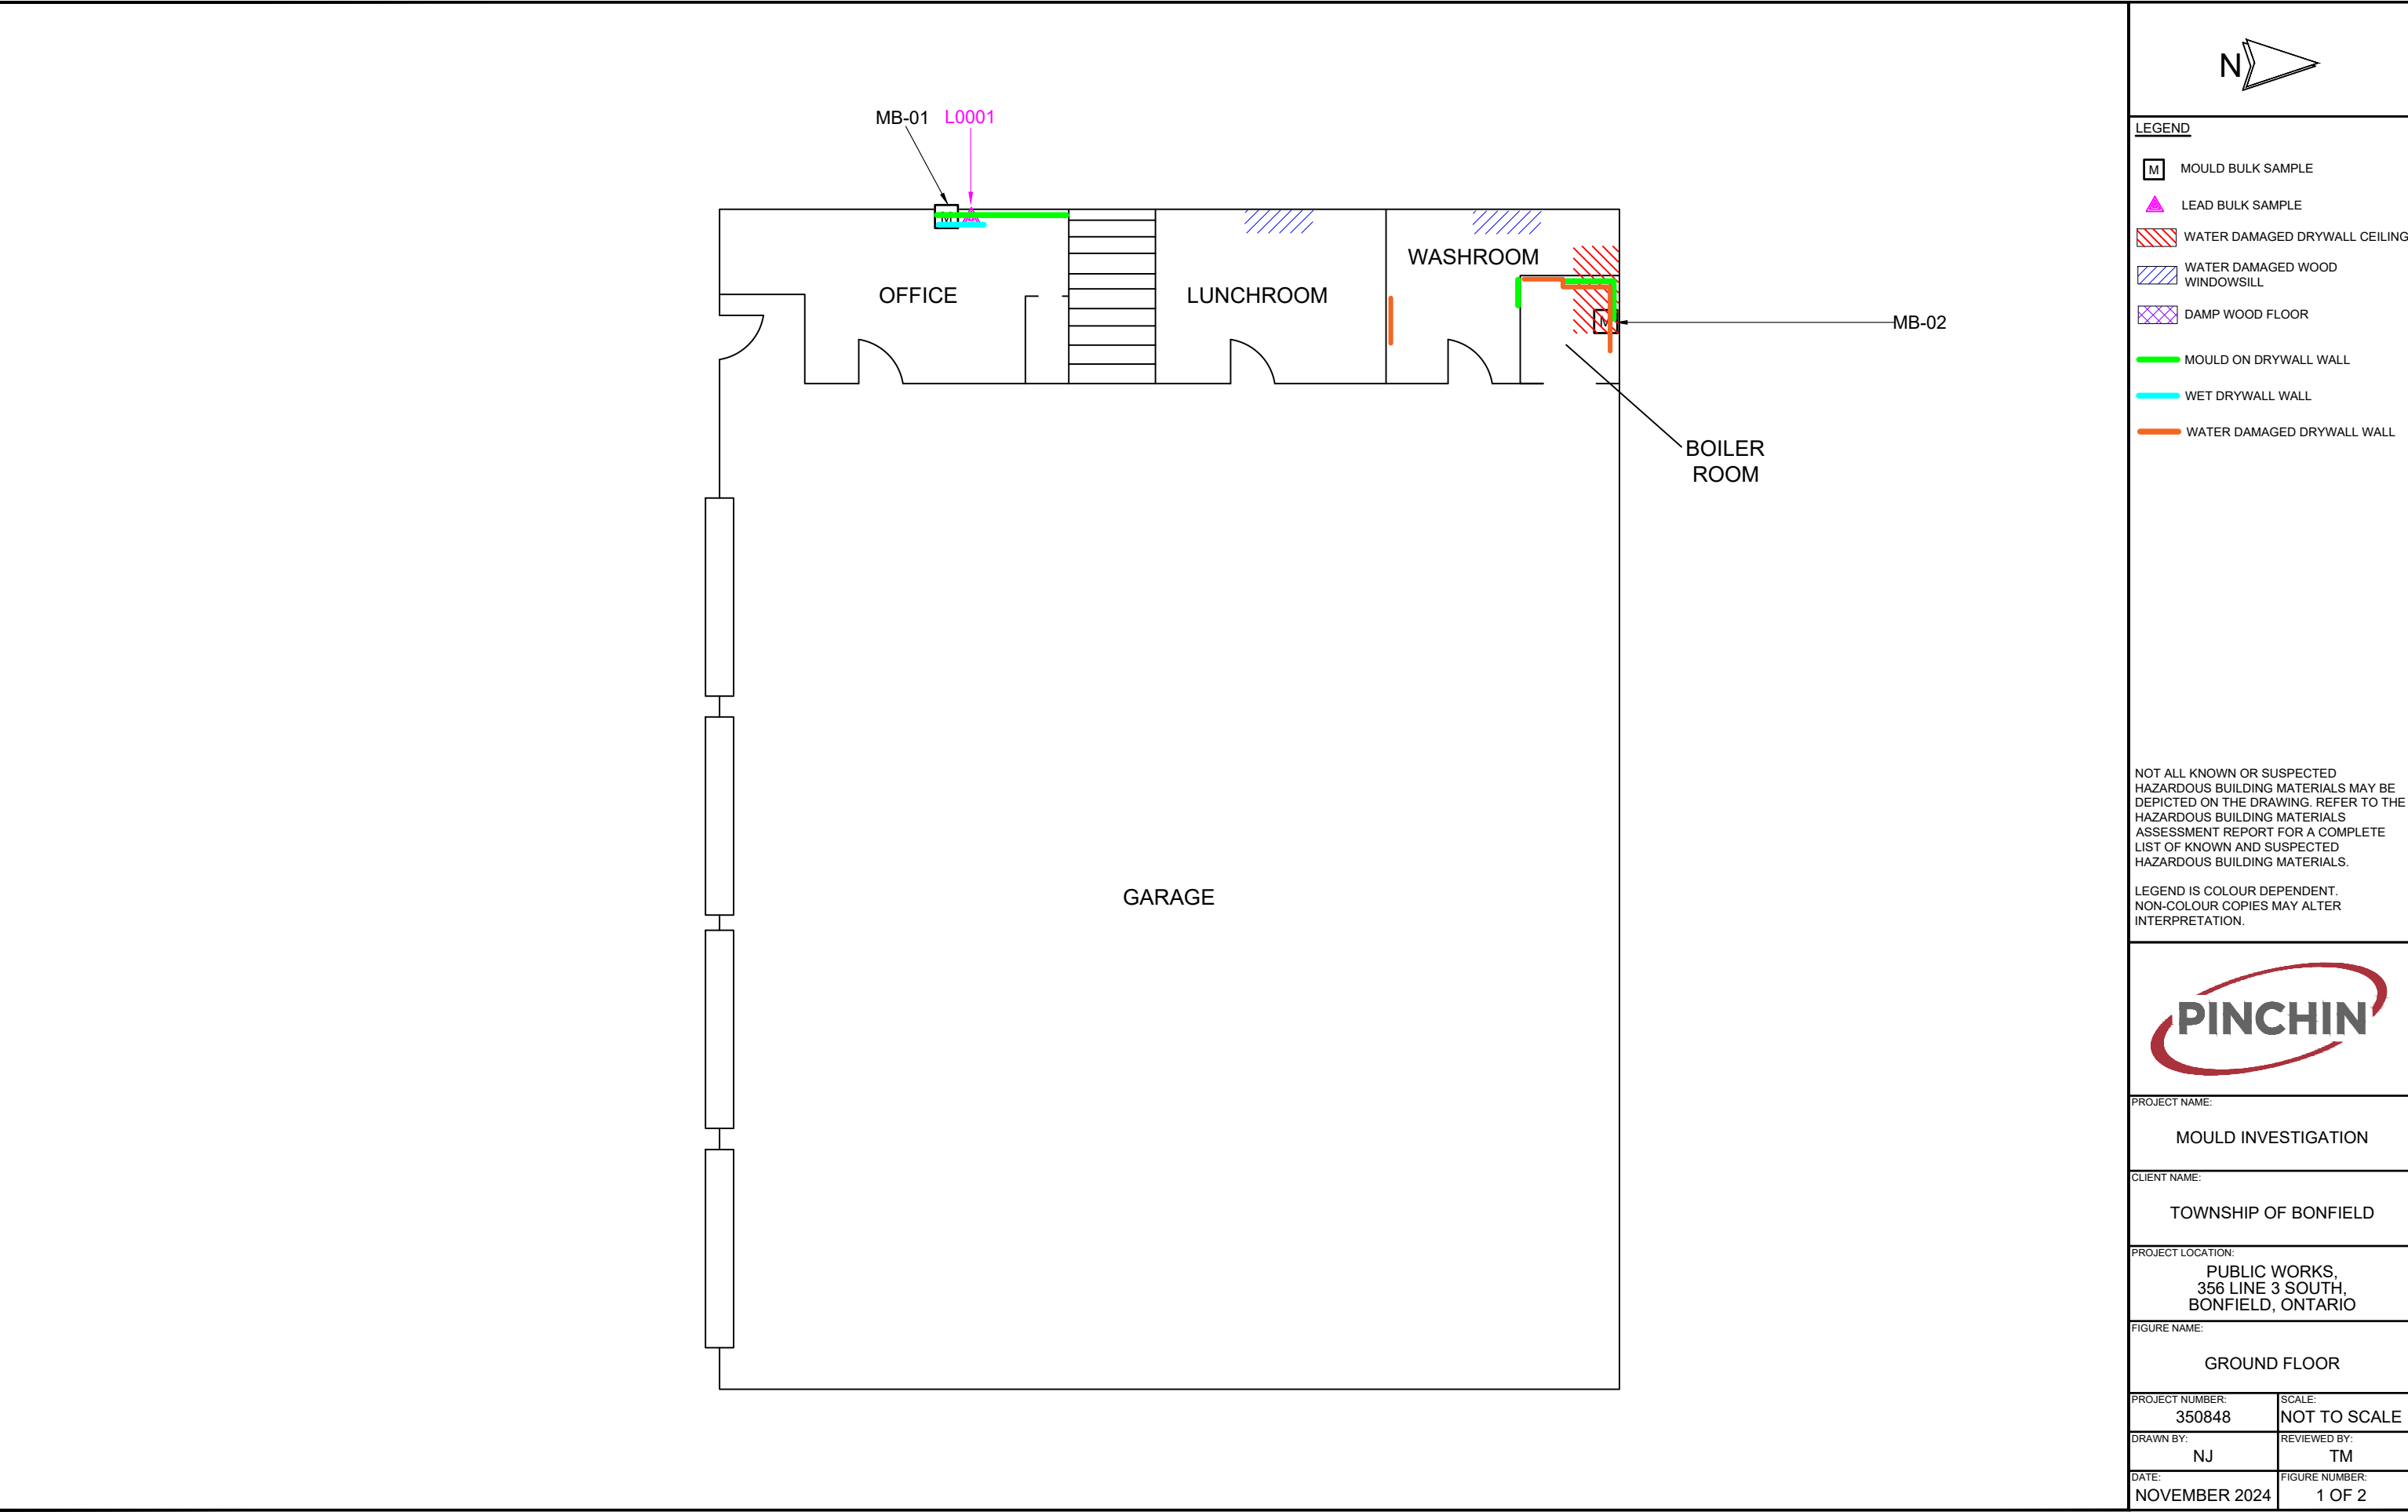 MB-01 L0001
M
OFFICE
LUNCHROOM
WASHROOM
M
MB-02
BOILER
ROOM
GARAGE
N
LEGEND
M MOULD BULK SAMPLE
LEAD BULK SAMPLE
WATER DAMAGED DRYWALL CEILING
WATER DAMAGED WOOD
WINDOWSILL
DAMP WOOD FLOOR
MOULD ON DRYWALL WALL
WET DRYWALL WALL
WATER DAMAGED DRYWALL WALL
NOT ALL KNOWN OR SUSPECTED
HAZARDOUS BUILDING MATERIALS MAY BE
DEPICTED ON THE DRAWING. REFER TO THE
HAZARDOUS BUILDING MATERIALS
ASSESSMENT REPORT FOR A COMPLETE
LIST OF KNOWN AND SUSPECTED
HAZARDOUS BUILDING MATERIALS.
LEGEND IS COLOUR DEPENDENT.
NON-COLOUR COPIES MAY ALTER
INTERPRETATION.
PINCHIN
PROJECT NAME:
MOULD INVESTIGATION
CLIENT NAME:
TOWNSHIP OF BONFIELD
PROJECT LOCATION:
PUBLIC WORKS,
356 LINE 3 SOUTH,
BONFIELD, ONTARIO
FIGURE NAME:
GROUND FLOOR
PROJECT NUMBER: SCALE:
350848 NOT TO SCALE
DRAWN BY: REVIEWED BY:
NJ TM
DATE: FIGURE NUMBER:
NOVEMBER 2024 1 OF 2